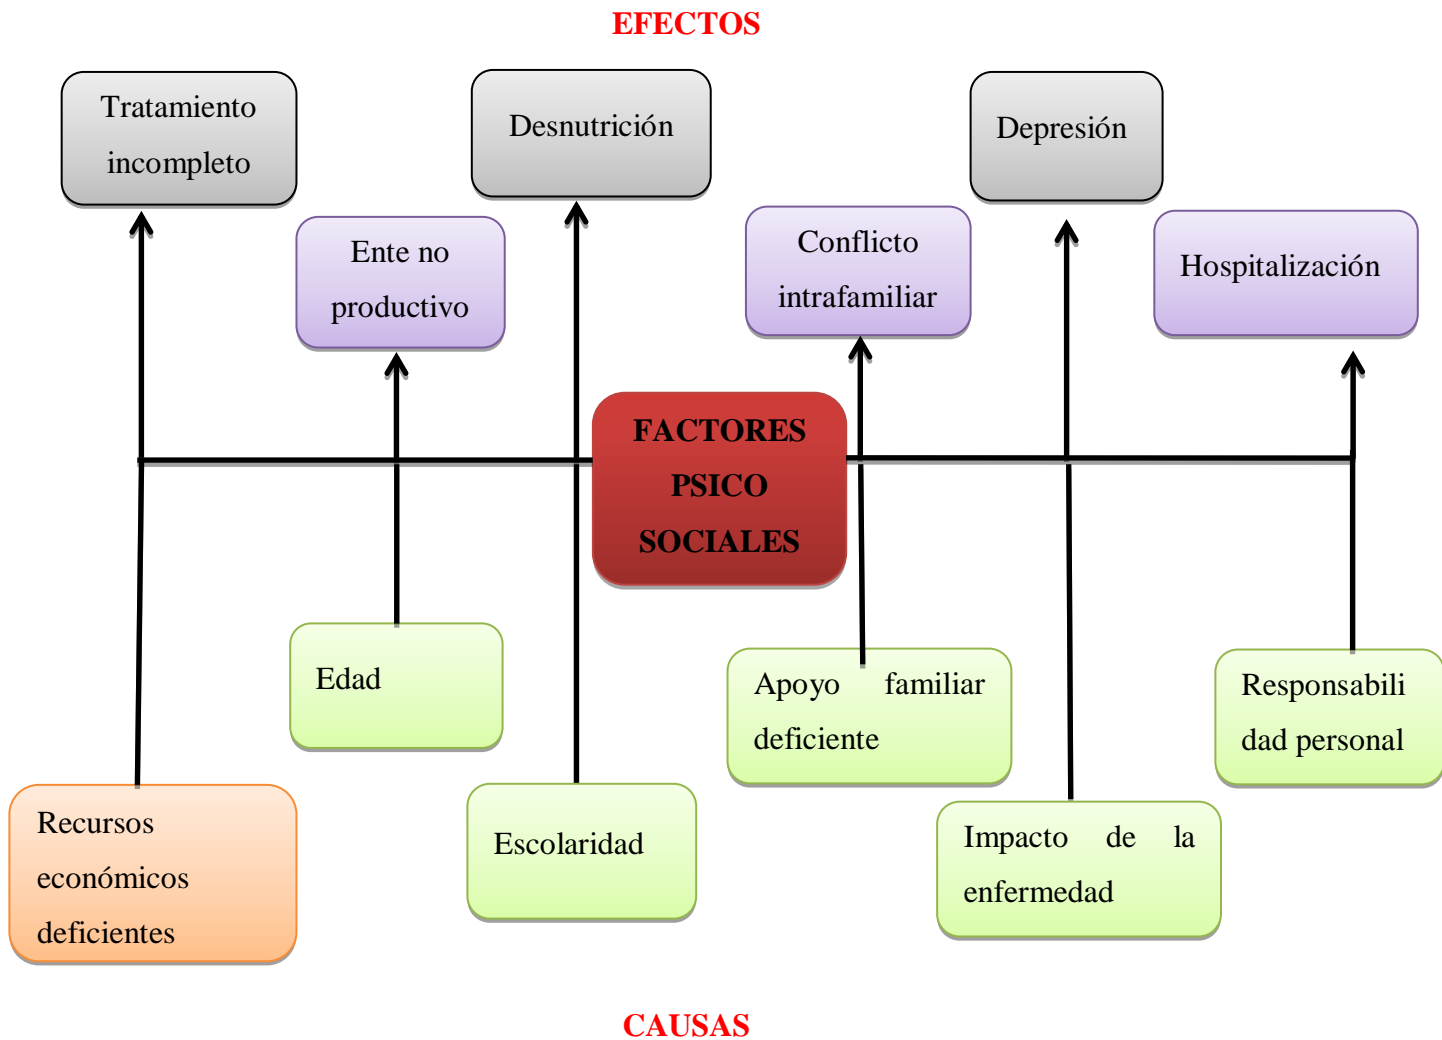 EFECTOS
Tratamiento
incompleto
Desnutrición
Depresión
Ente no
productivo
Conflicto
intrafamiliar
Hospitalización
FACTORES
PSICO
SOCIALES
Edad
Apoyo familiar
deficiente
Responsabili
dad personal
Recursos
económicos
deficientes
Escolaridad
Impacto de la
enfermedad
CAUSAS